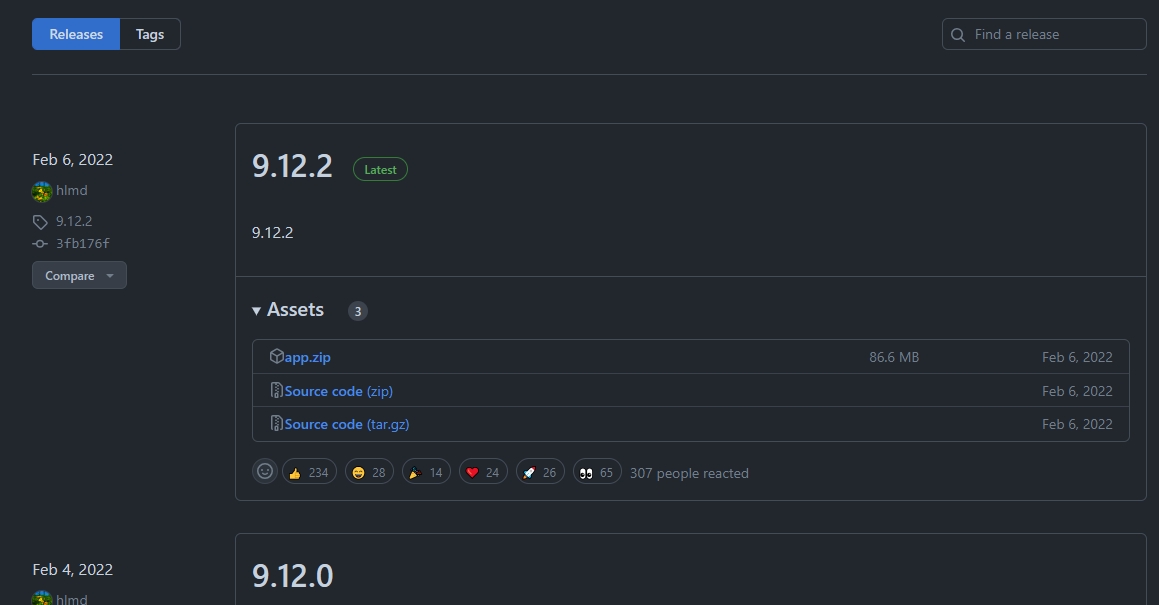 Releases Tags Find a release
Feb 6, 2022
hlmd
9.12.2
3fb176f
Compare
9.12.2 Latest
9.12.2
Assets 3
app.zip 86.6 MB Feb 6, 2022
Source code (zip) Feb 6, 2022
Source code (tar.gz) Feb 6, 2022
234 28 14 24 26 65 307 people reacted
Feb 4, 2022
hlmd
9.12.0